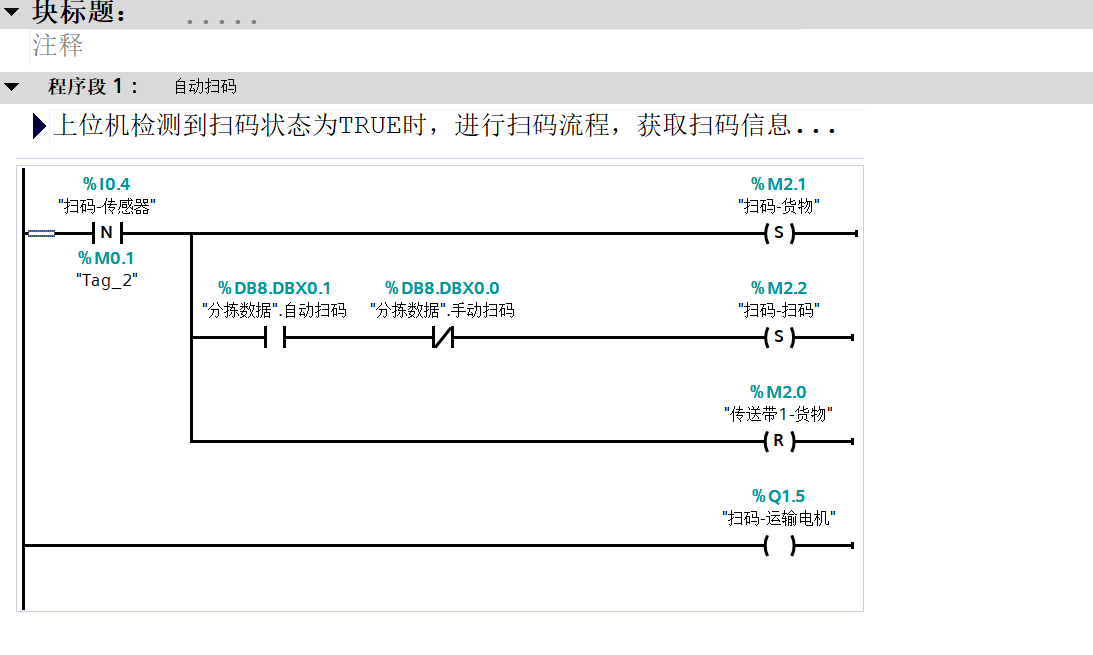 块标题： .....
注释
程序段 1： 自动扫码
上位机检测到扫码状态为TRUE时，进行扫码流程，获取扫码信息...
%I0.4 %M2.1
"扫码-传感器" "扫码-货物"
N S
%M0.1
"Tag_2"
%DB8.DBX0.1 %DB8.DBX0.0 %M2.2
"分拣数据".自动扫码 "分拣数据".手动扫码 "扫码-扫码"
S
%M2.0
"传送带1-货物"
R
%Q1.5
"扫码-运输电机"